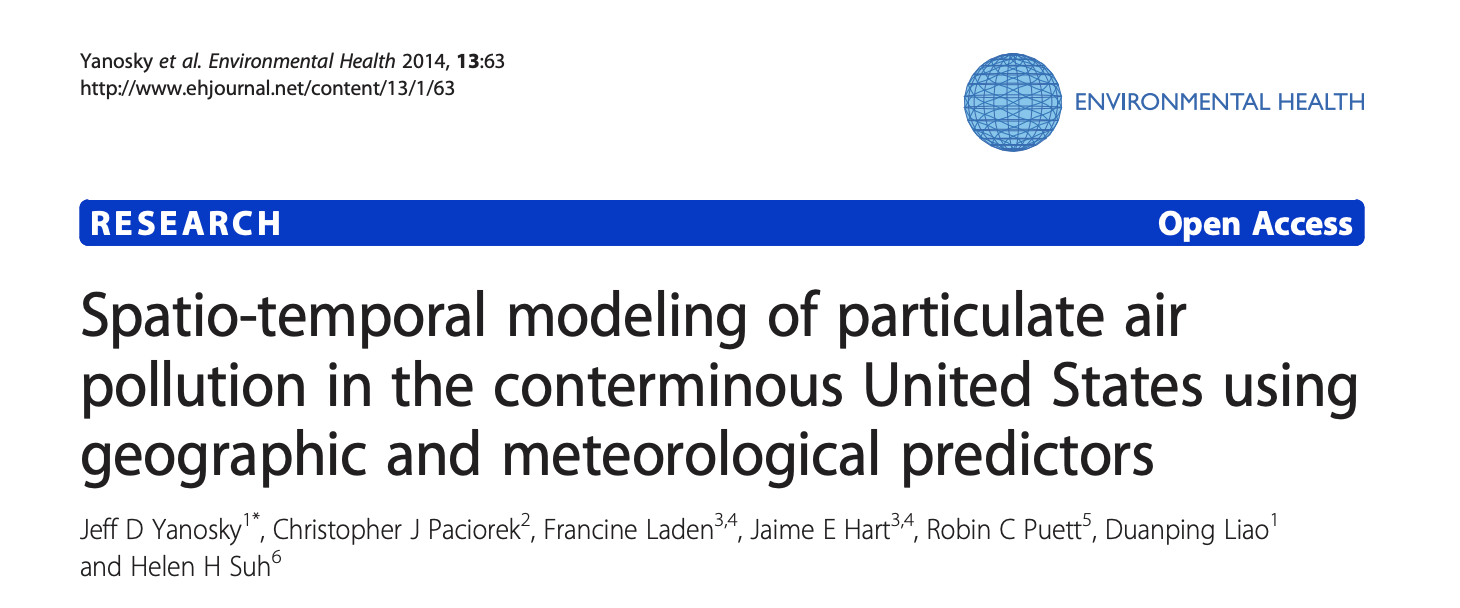 Yanosky et al. Environmental Health 2014, 13:63
http://www.ehjournal.net/content/13/1/63
ENVIRONMENTAL HEALTH
RESEARCH
Open Access
Spatio-temporal modeling of particulate air
pollution in the conterminous United States using
geographic and meteorological predictors
Jeff D Yanosky1*, Christopher J Paciorek2, Francine Laden3,4, Jaime E Hart3,4, Robin C Puett5, Duanping Liao1
and Helen H Suh6